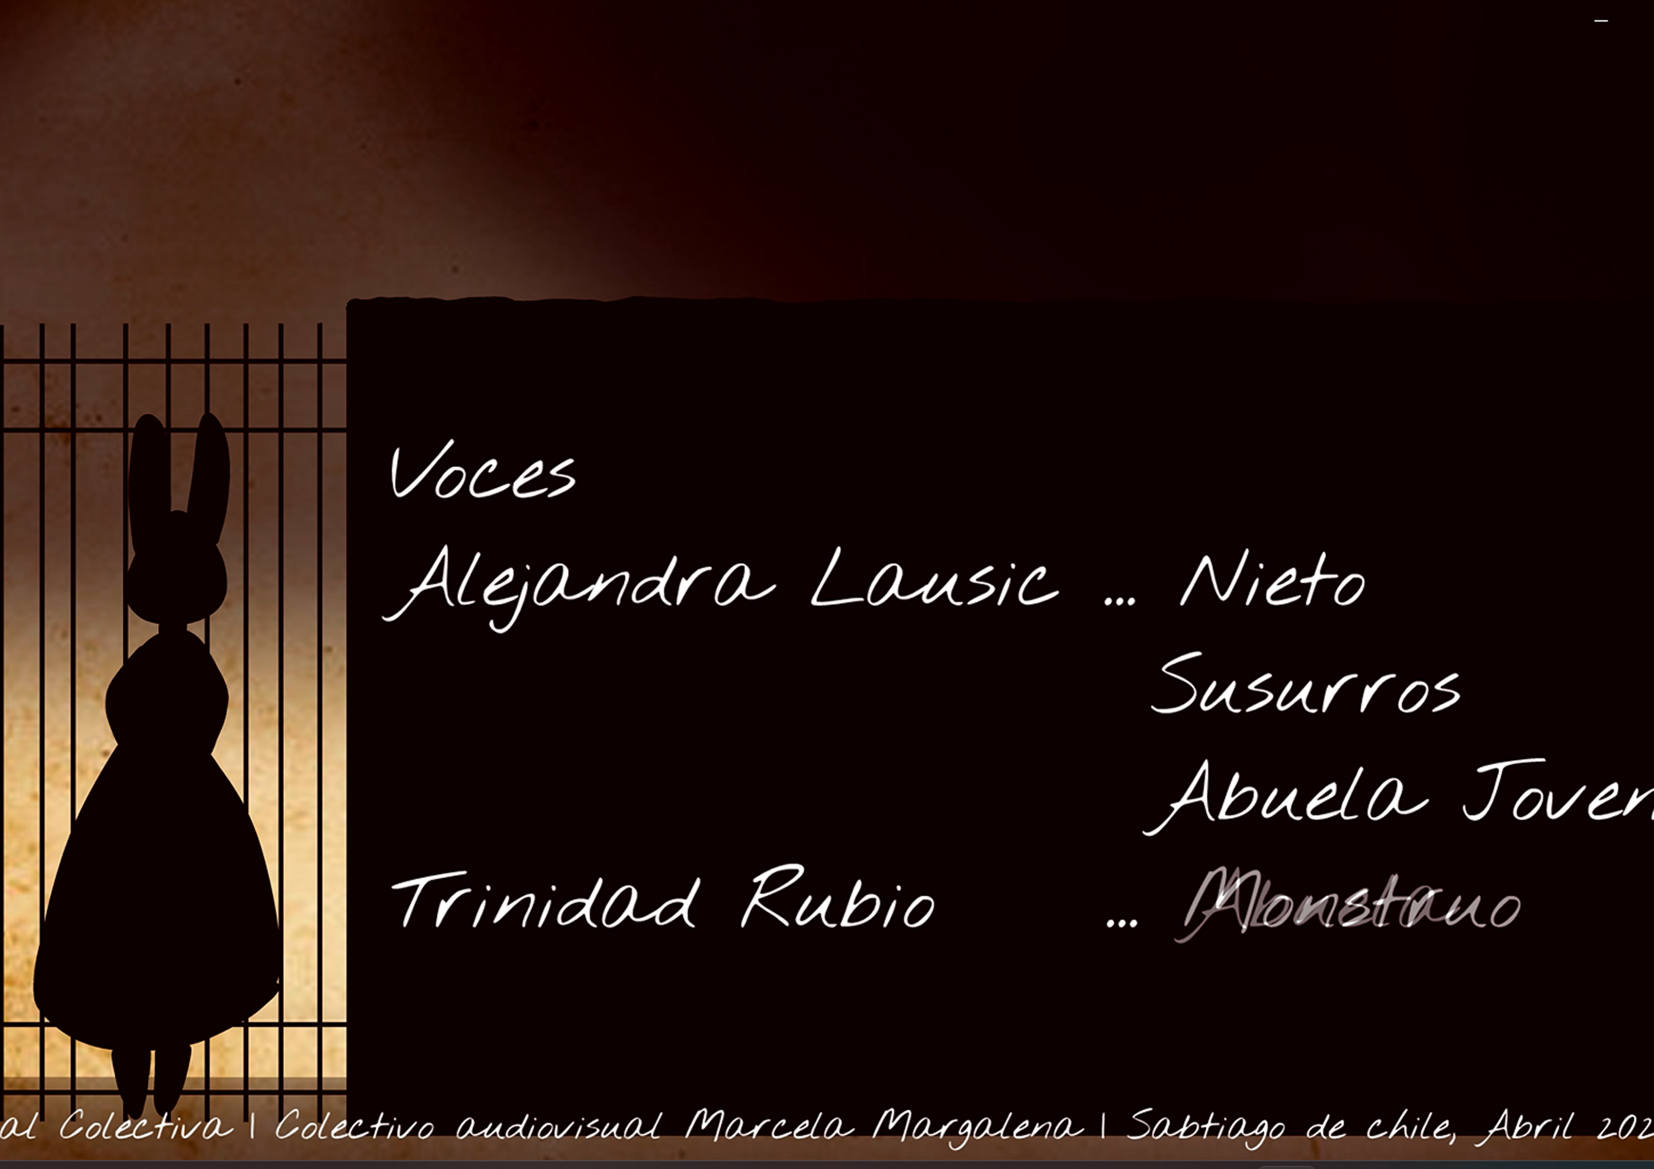 Voces
Alejandra Lausic ... Nieto
Susurros
Abuela Joven
Trinidad Rubio ... Monstruo
al Colectiva | Colectivo audiovisual Marcela Margalena | Sabtiago de chile, Abril 202